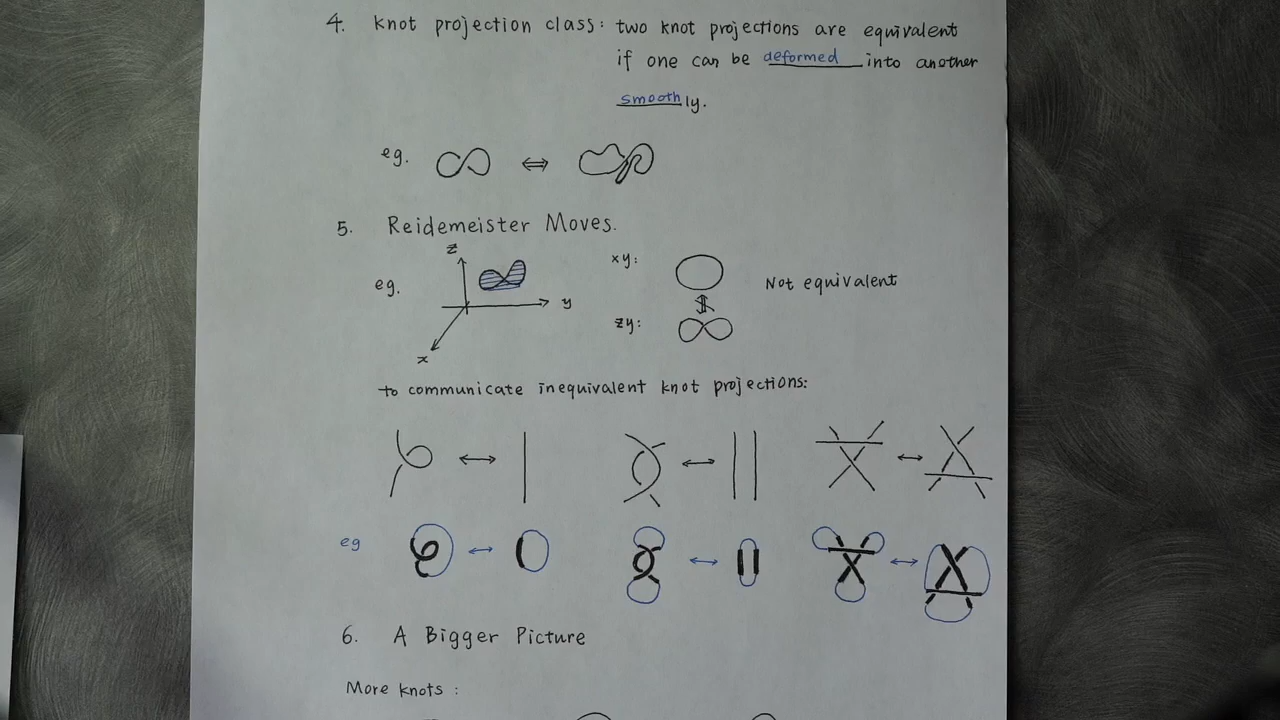 4. knot projection class: two knot projections are equivalent
if one can be deformed into another
smoothly.
eg.
5. Reidemeister Moves.
z
eg.
y
x
xy:
Not equivalent
zy:
to communicate inequivalent knot projections:
eg
6. A Bigger Picture
More knots: